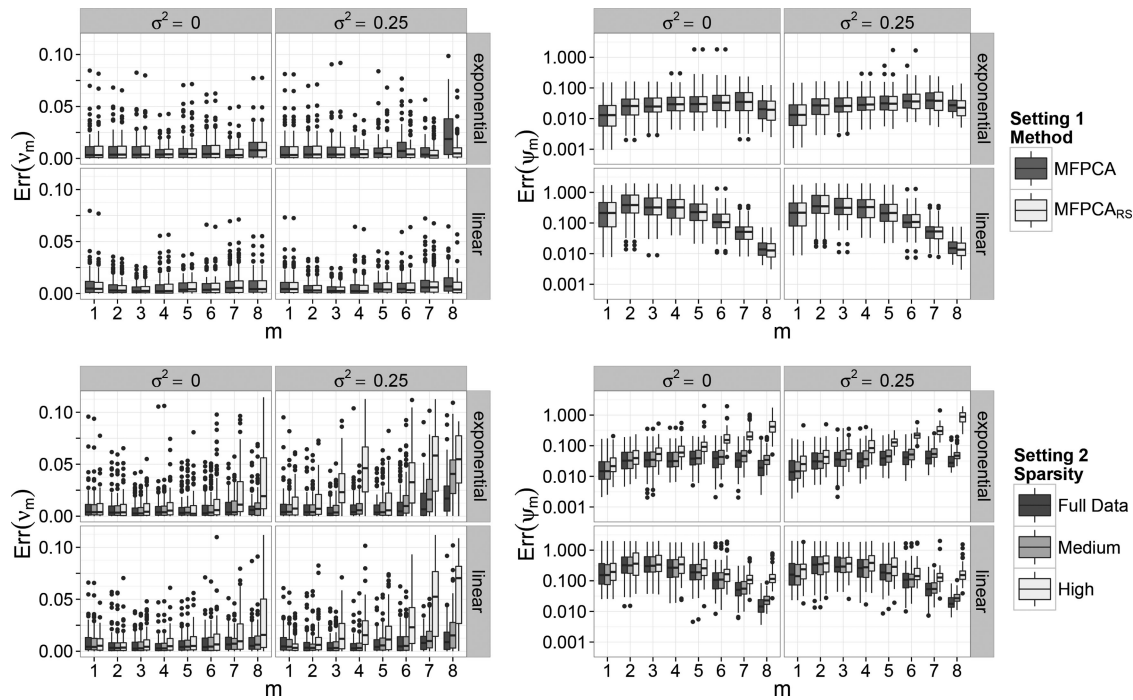 σ² = 0 σ² = 0.25
Err(ν_m)
0.10
0.05
0.00
exponential
0.10
0.05
0.00
linear
1 2 3 4 5 6 7 8 1 2 3 4 5 6 7 8
m
σ² = 0 σ² = 0.25
Err(ψ_m)
1.000
0.100
0.010
0.001
exponential
1.000
0.100
0.010
0.001
linear
1 2 3 4 5 6 7 8 1 2 3 4 5 6 7 8
m
Setting 1
Method
MFPCA
MFPCA_RS
σ² = 0 σ² = 0.25
Err(ν_m)
0.10
0.05
0.00
exponential
0.10
0.05
0.00
linear
1 2 3 4 5 6 7 8 1 2 3 4 5 6 7 8
m
σ² = 0 σ² = 0.25
Err(ψ_m)
1.000
0.100
0.010
0.001
exponential
1.000
0.100
0.010
0.001
linear
1 2 3 4 5 6 7 8 1 2 3 4 5 6 7 8
m
Setting 2
Sparsity
Full Data
Medium
High